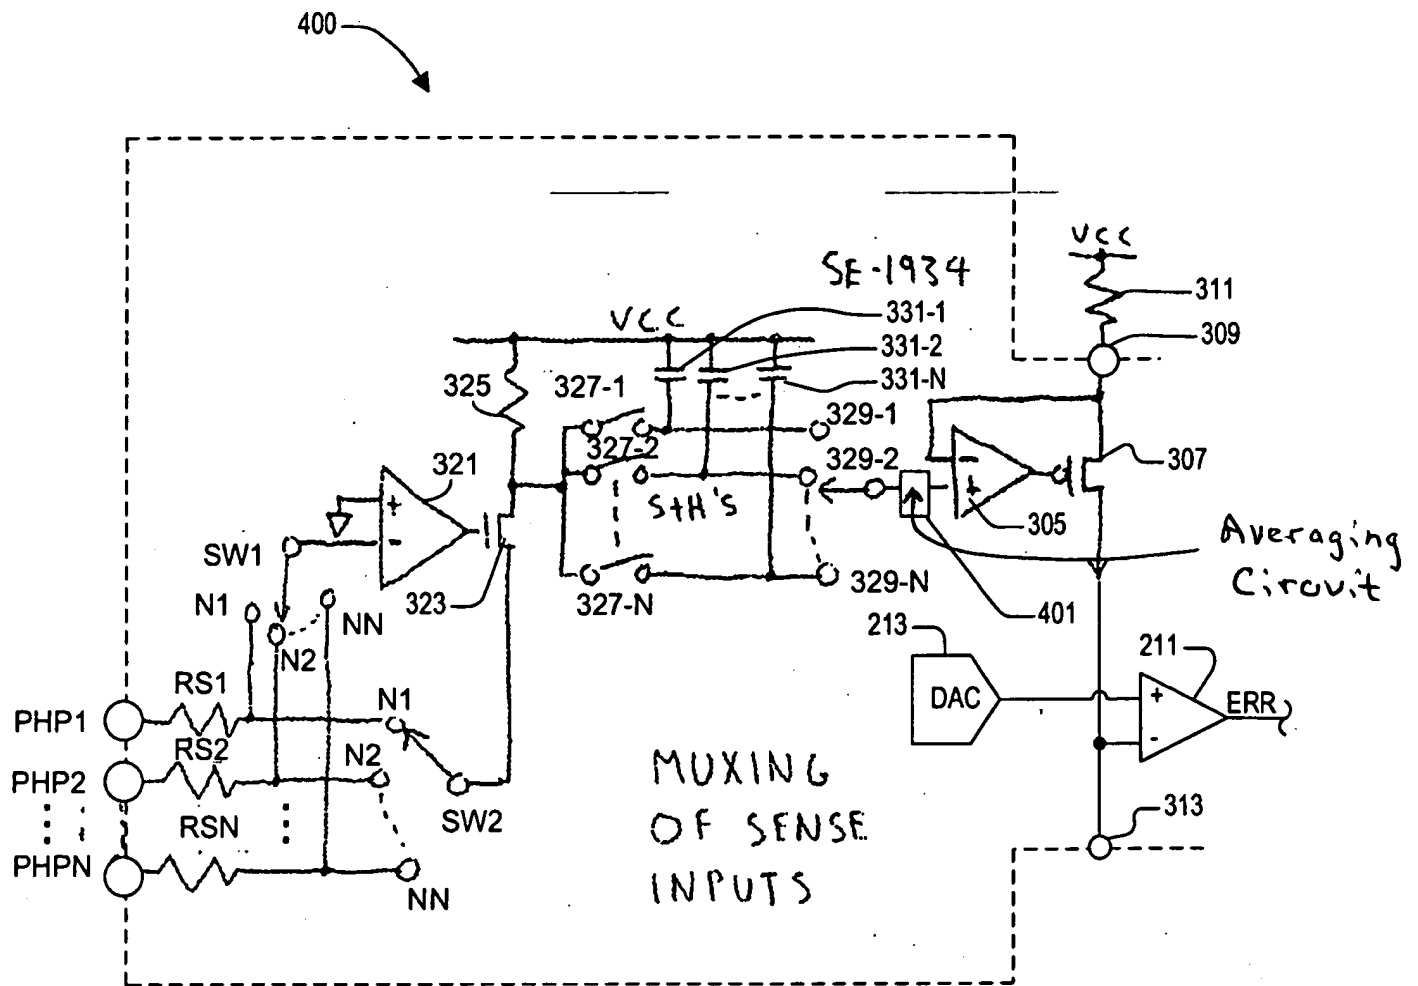 400
VCC
SE-1934
311
331-1
309
VCC
331-2
325
327-1
331-N
329-1
327-2
329-2
307
321
+
-
S+H's
-
+
305
SW1
Averaging
Circuit
323
327-N
329-N
401
N1
NN
N2
213
211
RS1
N1
DAC
+
-
ERR
PHP1
RS2
N2
MUXING
OF SENSE
INPUTS
PHP2
SW2
RSN
313
PHPN
NN